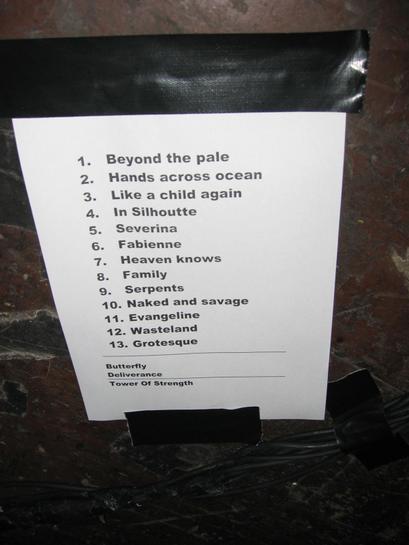 1. Beyond the pale
2. Hands across ocean
3. Like a child again
4. In Silhoutte
5. Severina
6. Fabienne
7. Heaven knows
8. Family
9. Serpents
10. Naked and savage
11. Evangeline
12. Wasteland
13. Grotesque
Butterfly
Deliverance
Tower Of Strength